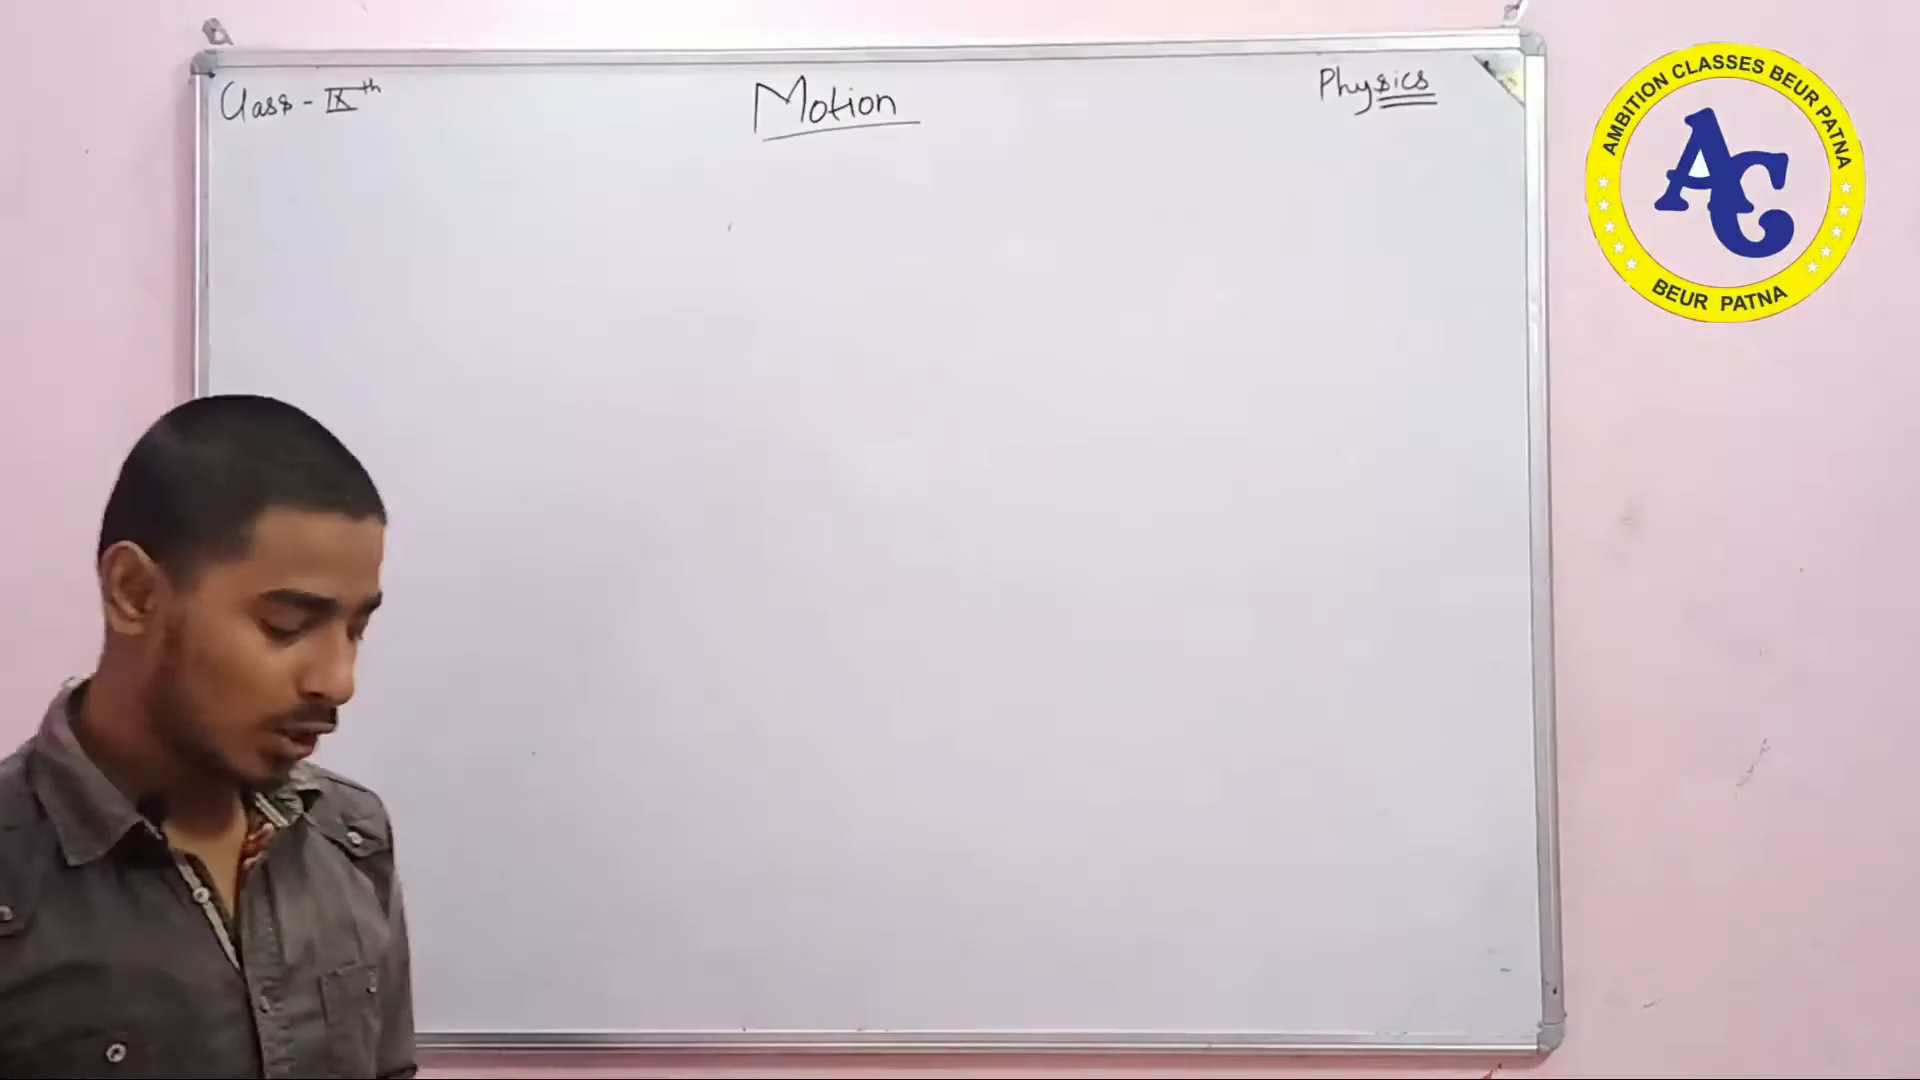 Class - IXth
Motion
Physics
AMBITION CLASSES BEUR PATNA
AC
BEUR PATNA